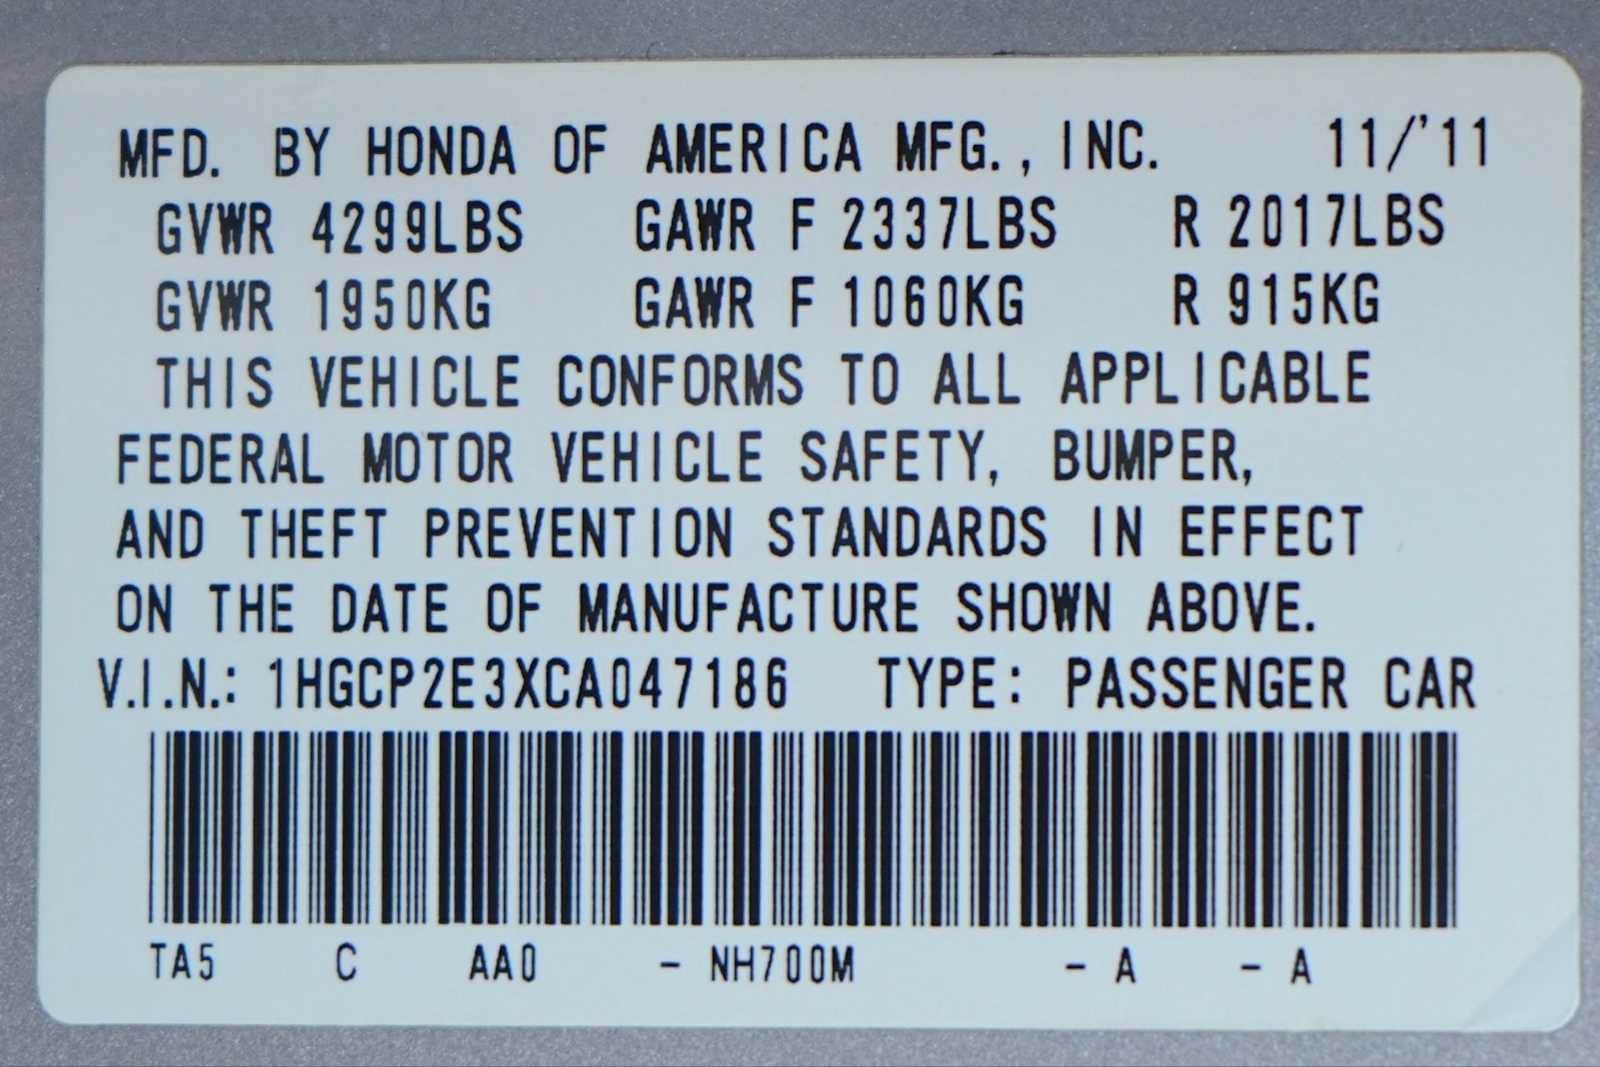 MFD. BY HONDA OF AMERICA MFG., INC. 11/'11
GVWR 4299LBS GAWR F 2337LBS R 2017LBS
GVWR 1950KG GAWR F 1060KG R 915KG
THIS VEHICLE CONFORMS TO ALL APPLICABLE
FEDERAL MOTOR VEHICLE SAFETY, BUMPER,
AND THEFT PREVENTION STANDARDS IN EFFECT
ON THE DATE OF MANUFACTURE SHOWN ABOVE.
V.I.N.: 1HGCP2E3XCA047186 TYPE: PASSENGER CAR
TA5 C AA0 - NH700M - A - A